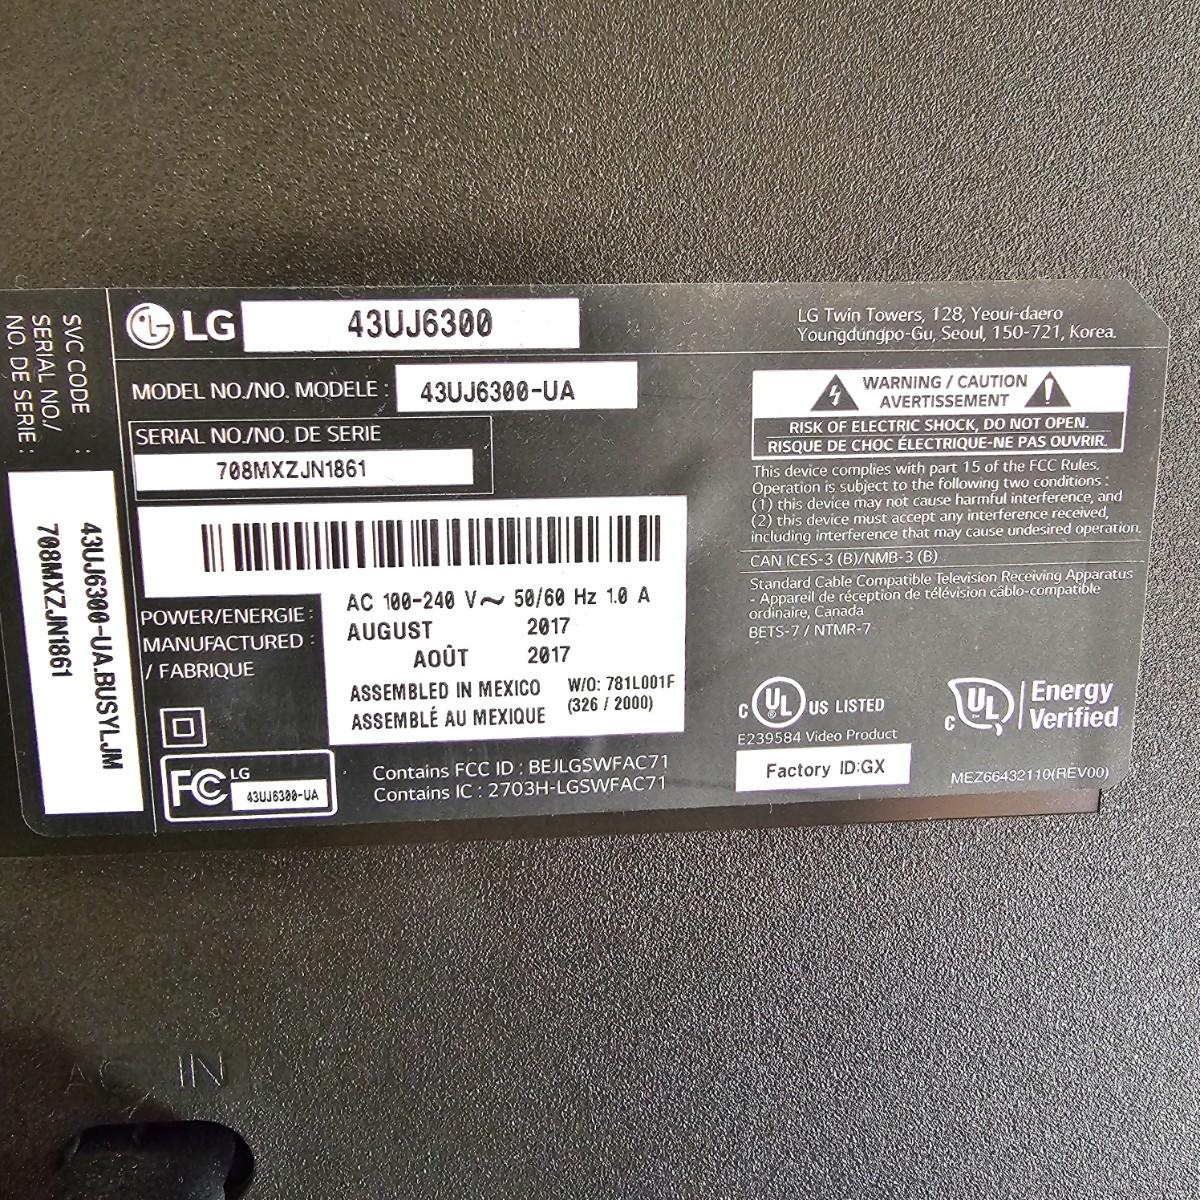 SVC CODE :
SERIAL NO./
NO. DE SERIE :
43UJ6300-UA.BUSYLJM
708MXZJN1861
LG 43UJ6300
LG Twin Towers, 128, Yeoui-daero
Youngdungpo-Gu, Seoul, 150-721, Korea.
MODEL NO./NO. MODELE : 43UJ6300-UA
SERIAL NO./NO. DE SERIE
708MXZJN1861
POWER/ENERGIE : AC 100-240 V~ 50/60 Hz 1.0 A
MANUFACTURED : AUGUST 2017
/ FABRIQUE AOÛT 2017
ASSEMBLED IN MEXICO W/O: 781L001F
ASSEMBLÉ AU MEXIQUE (326 / 2000)
FC LG
43UJ6300-UA
Contains FCC ID : BEJLGSWFAC71
Contains IC : 2703H-LGSWFAC71
WARNING / CAUTION
AVERTISSEMENT
RISK OF ELECTRIC SHOCK, DO NOT OPEN.
RISQUE DE CHOC ÉLECTRIQUE-NE PAS OUVRIR.
This device complies with part 15 of the FCC Rules.
Operation is subject to the following two conditions :
(1) this device may not cause harmful interference, and
(2) this device must accept any interference received,
including interference that may cause undesired operation.
CAN ICES-3 (B)/NMB-3 (B)
Standard Cable Compatible Television Receiving Apparatus
- Appareil de réception de télévision câblo-compatible
ordinaire, Canada
BETS-7 / NTMR-7
C UL ® US LISTED
E239584 Video Product
C UL Energy
Verified
Factory ID:GX
MEZ66432110(REV00)
AC IN